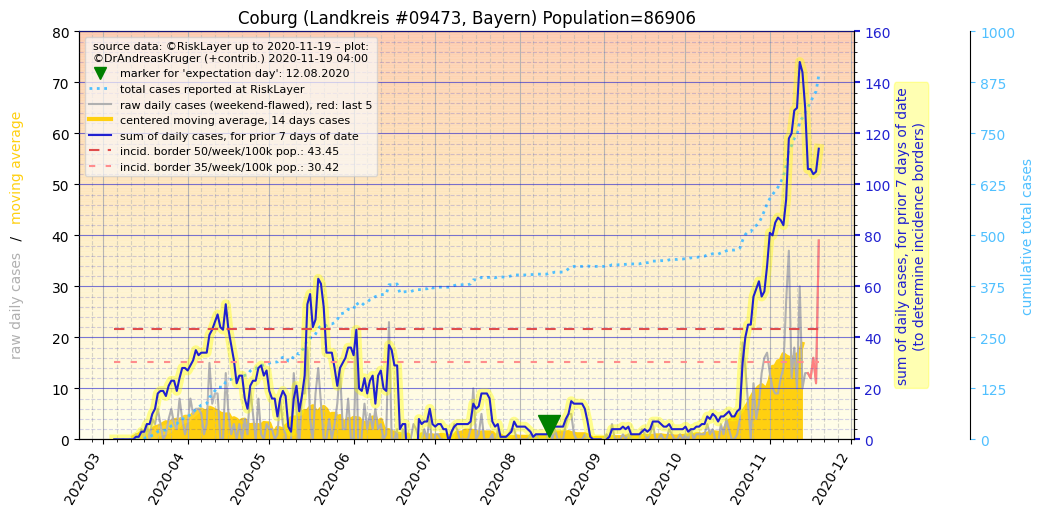 Coburg (Landkreis #09473, Bayern) Population=86906
source data: ©RiskLayer up to 2020-11-19 – plot:
©DrAndreasKruger (+contrib.) 2020-11-19 04:00
marker for 'expectation day': 12.08.2020
total cases reported at RiskLayer
raw daily cases (weekend-flawed), red: last 5
centered moving average, 14 days cases
sum of daily cases, for prior 7 days of date
incid. border 50/week/100k pop.: 43.45
incid. border 35/week/100k pop.: 30.42
raw daily cases / moving average
80
70
60
50
40
30
20
10
0
2020-03
2020-04
2020-05
2020-06
2020-07
2020-08
2020-09
2020-10
2020-11
2020-12
160
140
120
100
80
60
40
20
0
sum of daily cases, for prior 7 days of date
(to determine incidence borders)
1000
875
750
625
500
375
250
125
0
cumulative total cases